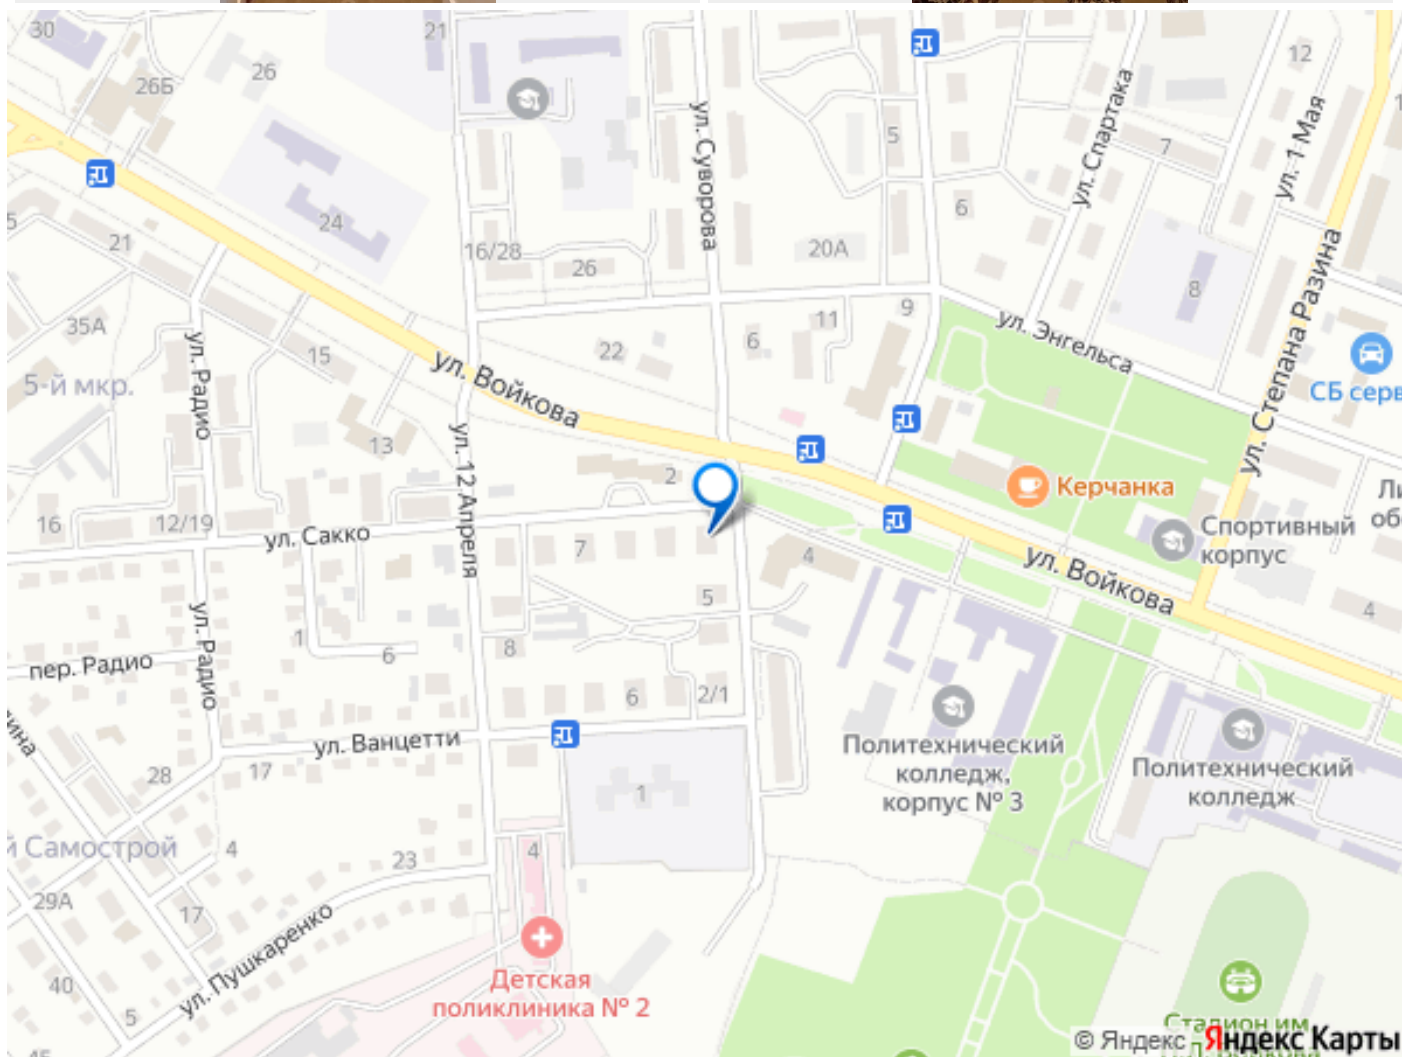 30
21
12
26
26Б
5
7
ул. Суворова
ул. Спартака
ул. 1 Мая
24
6
21
16/28
26
20А
8
ул. Степана Разина
35А
ул. Радио
15
22
6
11
9
ул. Энгельса
5-й мкр.
ул. Войкова
СБ серв
13
ул. 12 Апреля
2
Керчанка
16
12/19
ул. Сакко
7
4
Спортивный
корпус
ул. Войкова
5
4
ул. Радио
1
6
8
пер. Радио
6
2/1
ул. Ванцетти
28
17
1
Политехнический
колледж,
корпус № 3
Политехнический
колледж
й Самострой
4
23
4
29А
17
ул. Пушкаренко
40
5
Детская
поликлиника № 2
Стадион им
© Яндекс Яндекс Карты